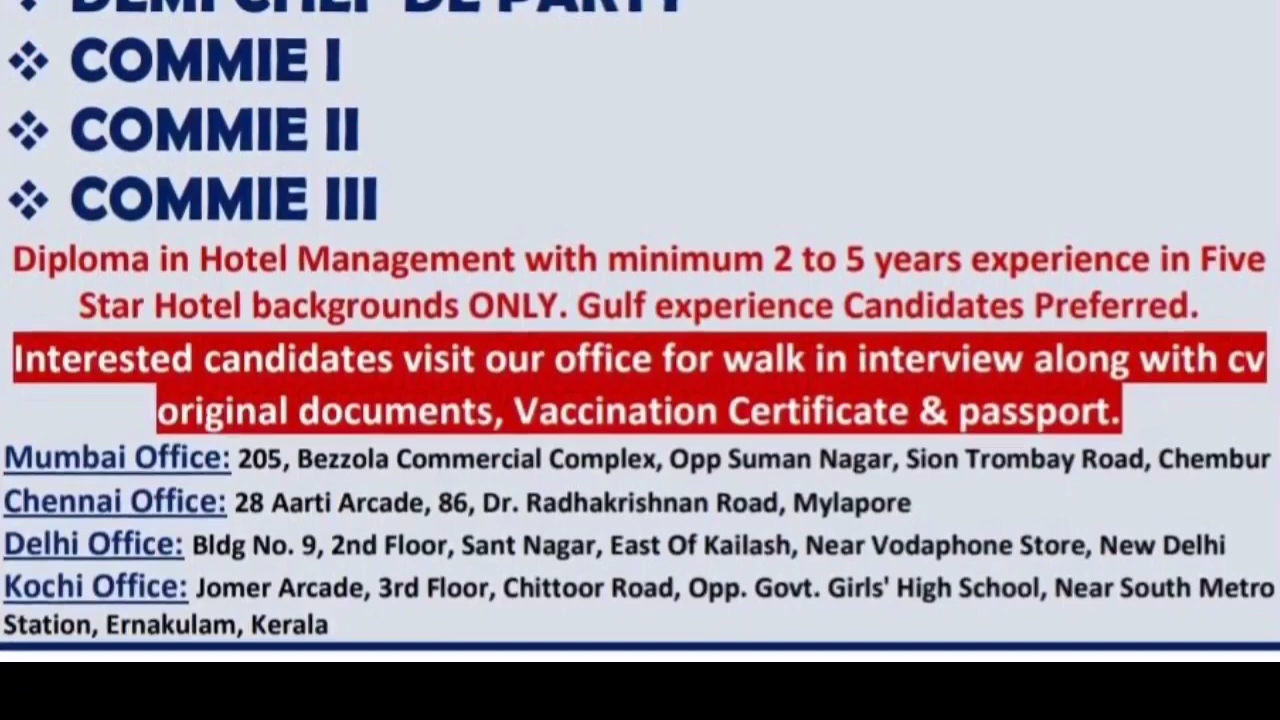 ❖ DEMI CHEF DE PARTY
❖ COMMIE I
❖ COMMIE II
❖ COMMIE III
Diploma in Hotel Management with minimum 2 to 5 years experience in Five
Star Hotel backgrounds ONLY. Gulf experience Candidates Preferred.
Interested candidates visit our office for walk in interview along with cv
original documents, Vaccination Certificate & passport.
Mumbai Office: 205, Bezzola Commercial Complex, Opp Suman Nagar, Sion Trombay Road, Chembur
Chennai Office: 28 Aarti Arcade, 86, Dr. Radhakrishnan Road, Mylapore
Delhi Office: Bldg No. 9, 2nd Floor, Sant Nagar, East Of Kailash, Near Vodaphone Store, New Delhi
Kochi Office: Jomer Arcade, 3rd Floor, Chittoor Road, Opp. Govt. Girls' High School, Near South Metro
Station, Ernakulam, Kerala